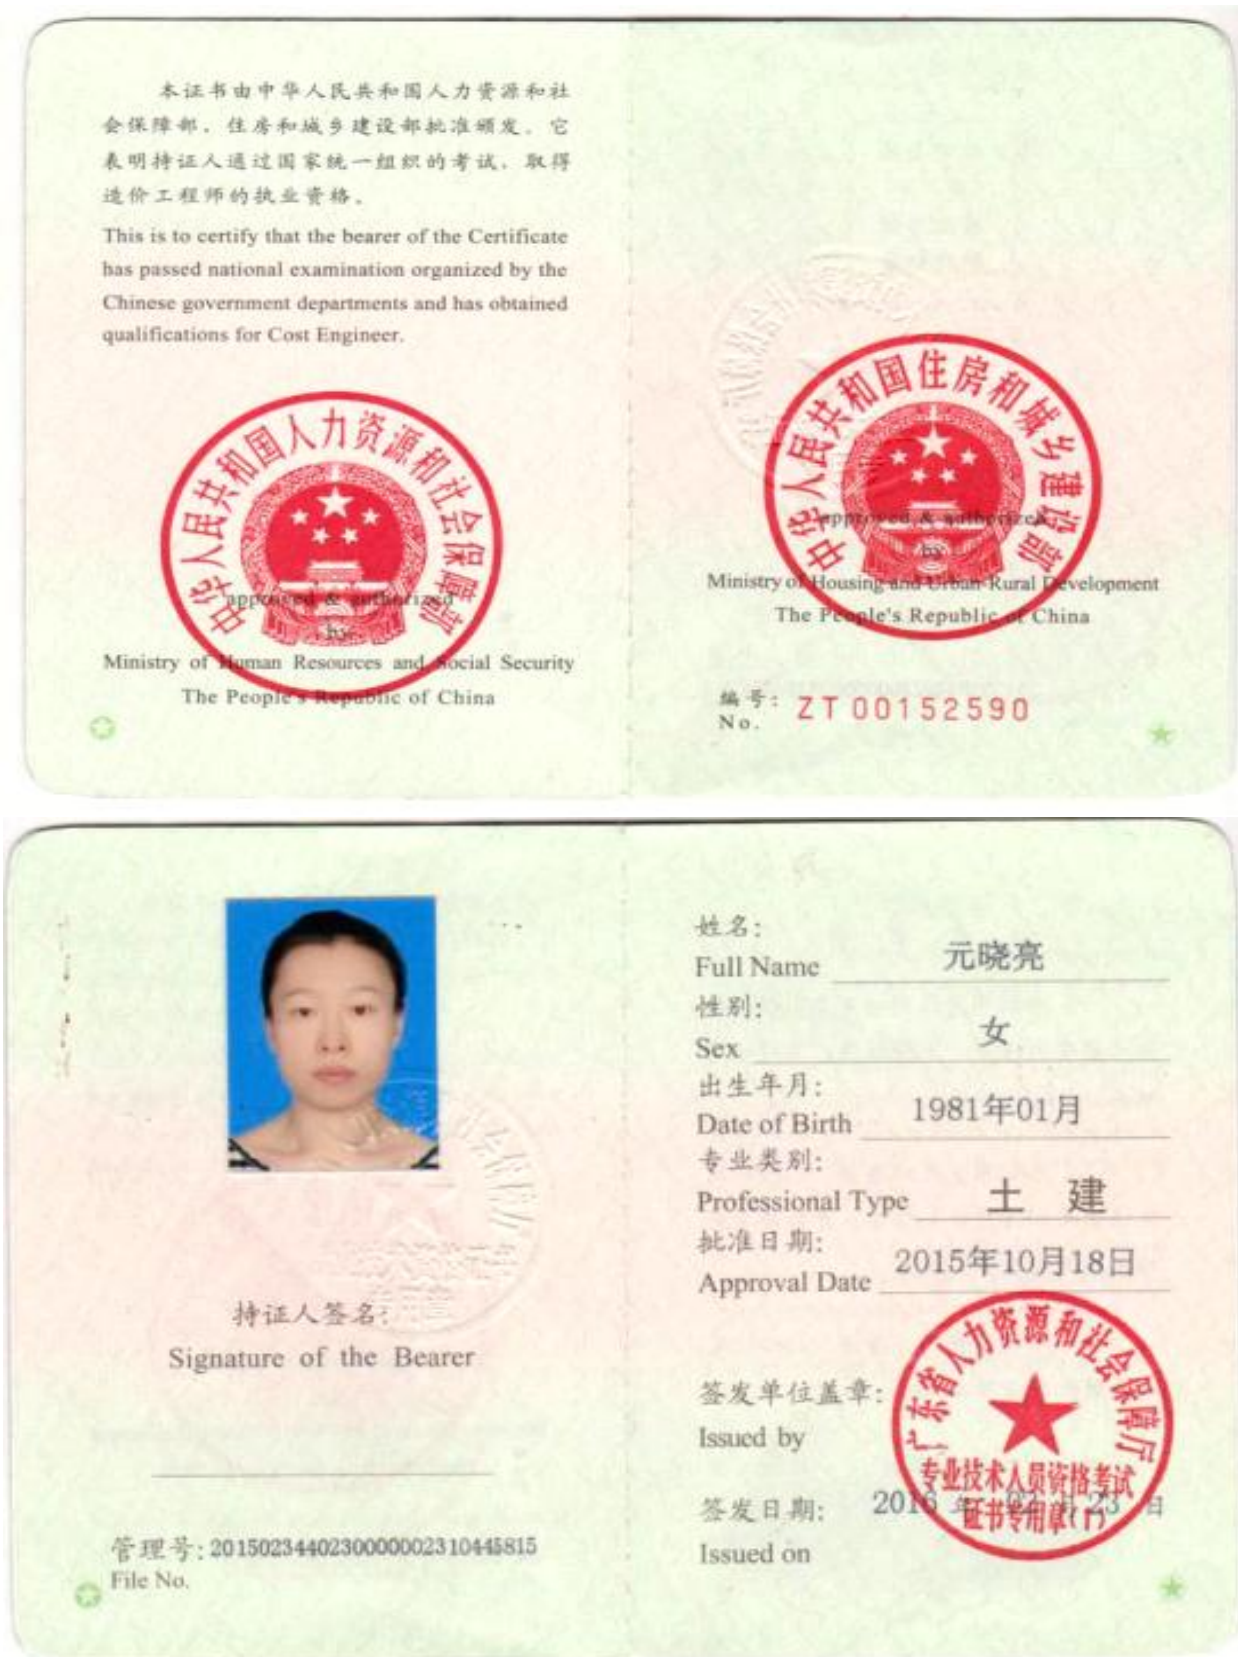 本证书由中华人民共和国人力资源和社
会保障部、住房和城乡建设部批准颁发。它
表明持证人通过国家统一组织的考试，取得
造价工程师的执业资格。
This is to certify that the bearer of the Certificate
has passed national examination organized by the
Chinese government departments and has obtained
qualifications for Cost Engineer.
中华人民共和国人力资源和社会保障部
approved & authorized
by
Ministry of Human Resources and Social Security
The People's Republic of China
中华人民共和国住房和城乡建设部
approved & authorized
by
Ministry of Housing and Urban-Rural Development
The People's Republic of China
编号: ZT 00152590
No.
持证人签名:
Signature of the Bearer
管理号: 2015023440230000002310445815
File No.
姓名:
Full Name 元晓亮
性别:
Sex 女
出生年月:
Date of Birth 1981年01月
专业类别:
Professional Type 土 建
批准日期:
Approval Date 2015年10月18日
签发单位盖章:
Issued by
广东省人力资源和社会保障厅
专业技术人员资格考试
证书专用章(1)
签发日期: 2016 年 02 月 23 日
Issued on